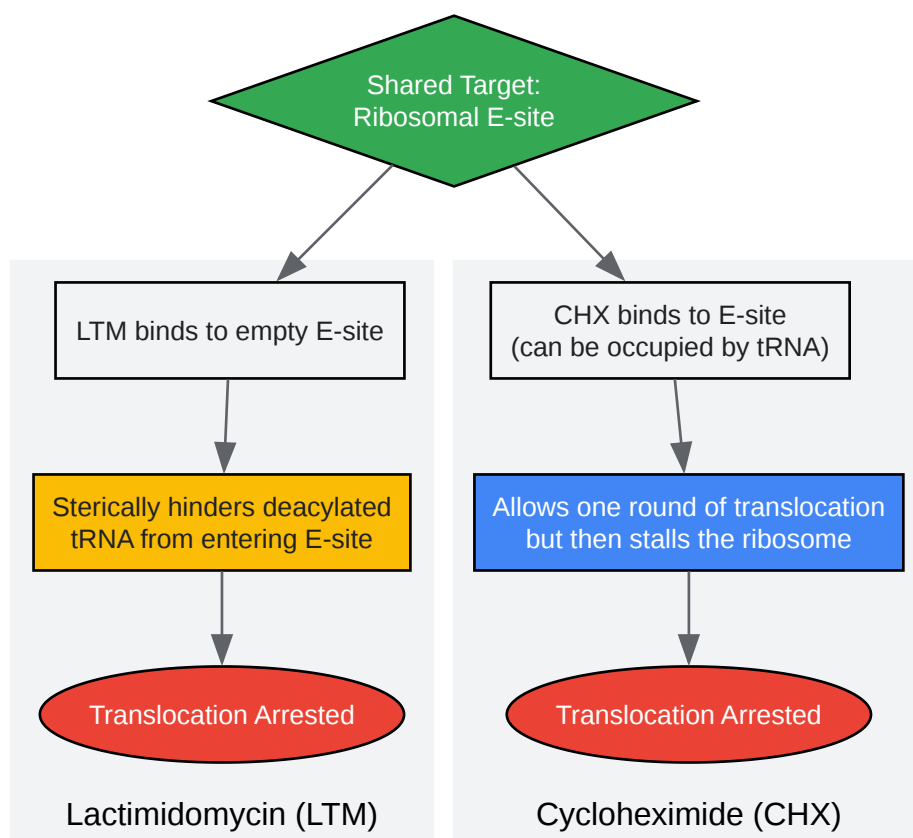 Shared Target:
Ribosomal E-site
LTM binds to empty E-site
Sterically hinders deacylated
tRNA from entering E-site
Translocation Arrested
Lactimidomycin (LTM)
CHX binds to E-site
(can be occupied by tRNA)
Allows one round of translocation
but then stalls the ribosome
Translocation Arrested
Cycloheximide (CHX)